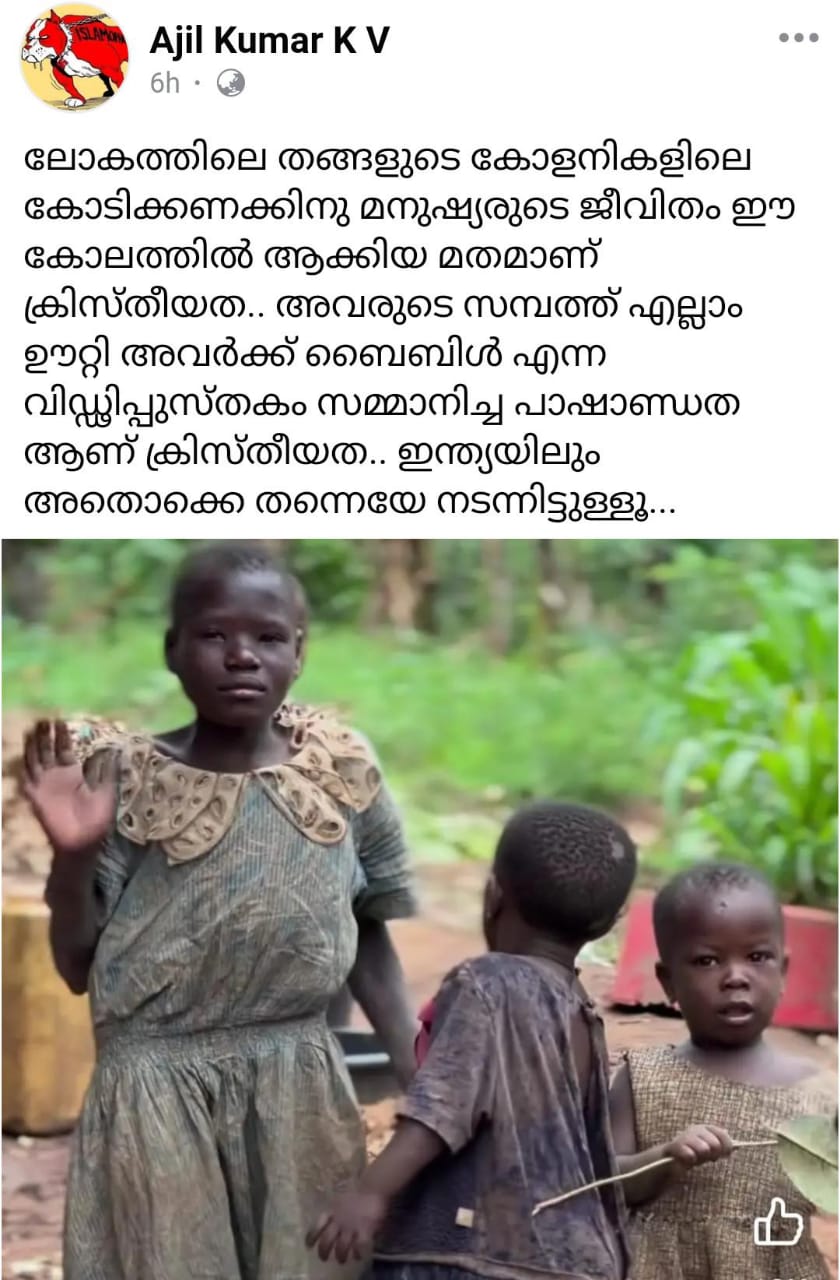 Ajil Kumar K V
6h ·
ലോകത്തിലെ തങ്ങളുടെ കോളനികളിലെ
കോടിക്കണക്കിനു മനുഷ്യരുടെ ജീവിതം ഈ
കോലത്തിൽ ആക്കിയ മതമാണ്
ക്രിസ്തീയത.. അവരുടെ സമ്പത്ത് എല്ലാം
ഊറ്റി അവർക്ക് ബൈബിൾ എന്ന
വിഡ്ഢിപ്പുസ്തകം സമ്മാനിച്ച പാഷാണ്ഡത
ആണ് ക്രിസ്തീയത.. ഇന്ത്യയിലും
അതൊക്കെ തന്നെയേ നടന്നിട്ടുള്ളൂ...